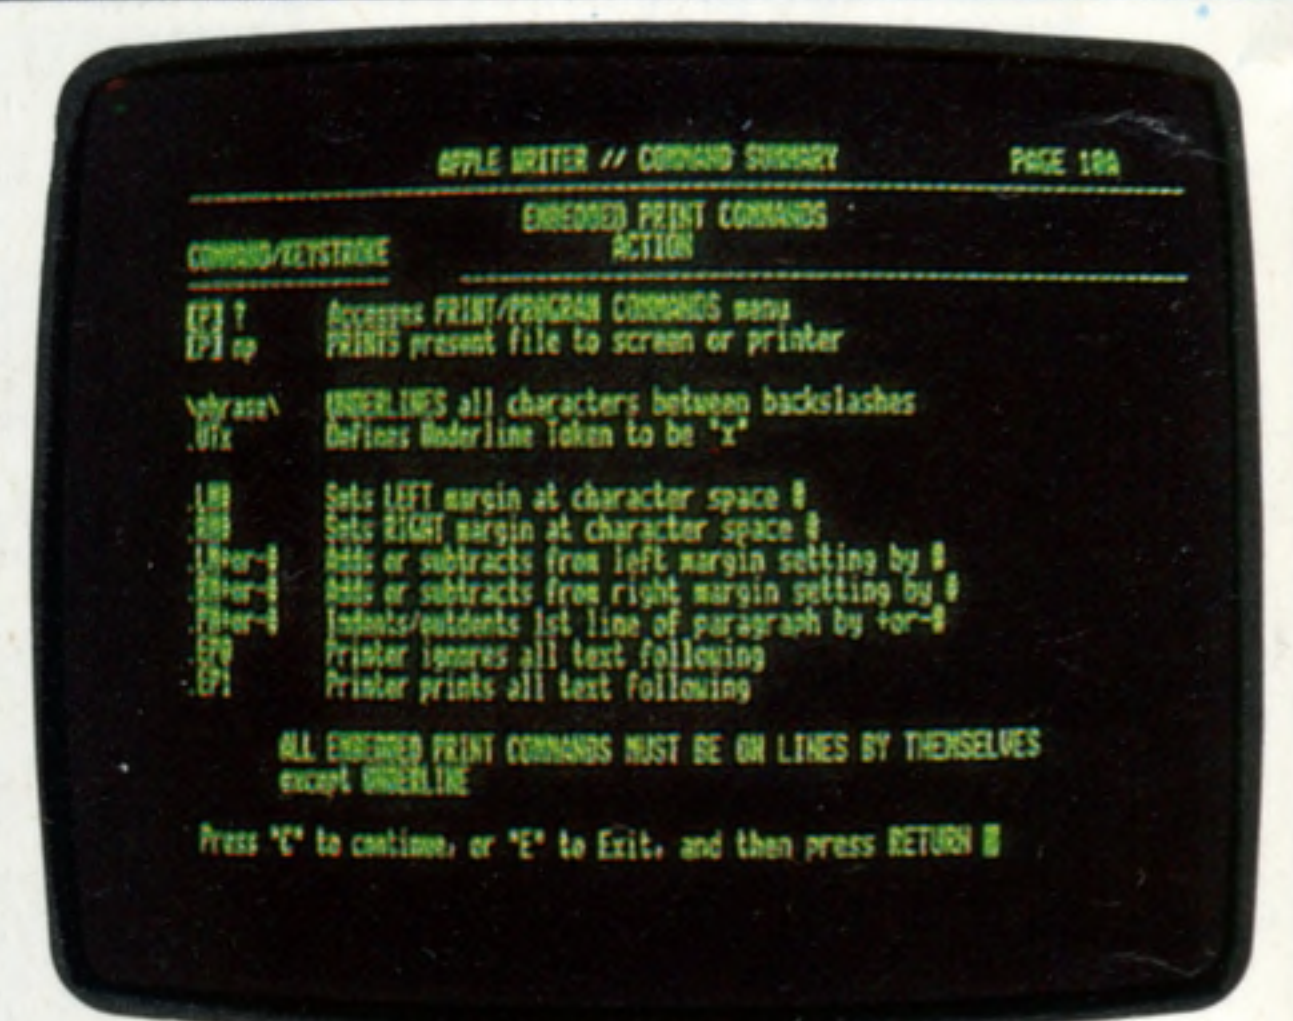 APPLE WRITER // COMMAND SUMMARY PAGE 10A
EMBEDDED PRINT COMMANDS
COMMAND/KEYSTROKE ACTION
[P] ? Accesses PRINT/PROGRAM COMMANDS menu
[P] np PRINTS present file to screen or printer
\phrase\ UNDERLINES all characters between backslashes
.UTx Defines Underline Token to be "x"
.LM# Sets LEFT margin at character space #
.RM# Sets RIGHT margin at character space #
.LM+or-# Adds or subtracts from left margin setting by #
.RM+or-# Adds or subtracts from right margin setting by #
.PM+or-# Indents/outdents 1st line of paragraph by +or-#
.EP0 Printer ignores all text following
.EP1 Printer prints all text following
ALL EMBEDDED PRINT COMMANDS MUST BE ON LINES BY THEMSELVES
except UNDERLINE
Press "C" to continue, or "E" to Exit, and then press RETURN